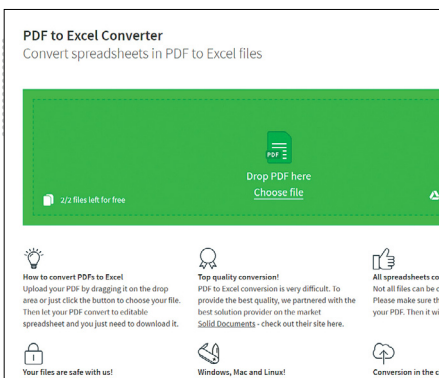 PDF to Excel Converter
Convert spreadsheets in PDF to Excel files
PDF
Drop PDF here
Choose file
2/2 files left for free
How to convert PDFs to Excel
Upload your PDF by dragging it on the drop
area or just click the button to choose your file.
Then let your PDF convert to editable
spreadsheet and you just need to download it.
Top quality conversion!
PDF to Excel conversion is very difficult. To
provide the best quality, we partnered with the
best solution provider on the market
Solid Documents - check out their site here.
All spreadsheets co
Not all files can be c
Please make sure th
your PDF. Then it wi
Your files are safe with us!
Windows, Mac and Linux!
Conversion in the c